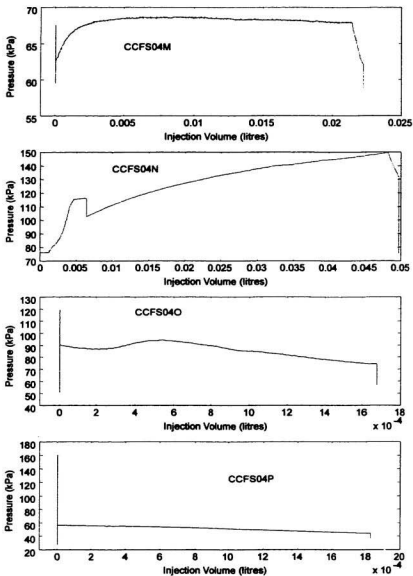 70
65
60
55
Pressure (kPa)
CCFS04M
0 0.005 0.01 0.015 0.02 0.025
Injection Volume (litres)
150
140
130
120
110
100
90
80
70
Pressure (kPa)
CCFS04N
0 0.005 0.01 0.015 0.02 0.025 0.03 0.035 0.04 0.045 0.05
Injection Volume (litres)
130
120
110
100
90
80
70
60
50
40
Pressure (kPa)
CCFS04O
0 2 4 6 8 10 12 14 16 18
Injection Volume (litres) x 10⁻⁴
180
160
140
120
100
80
60
40
20
Pressure (kPa)
CCFS04P
0 2 4 6 8 10 12 14 16 18 20
Injection Volume (litres) x 10⁻⁴